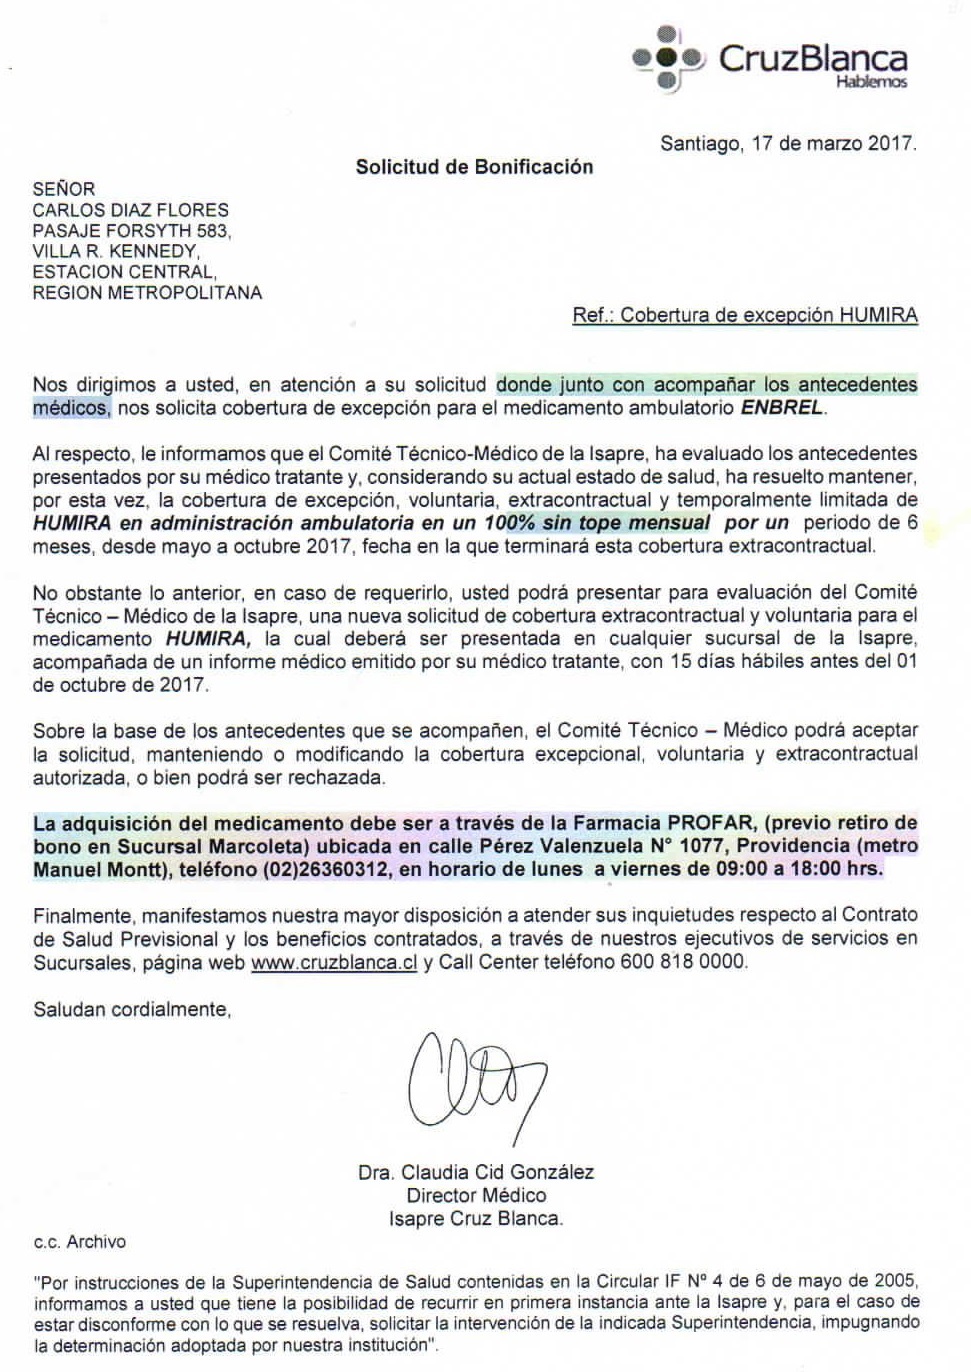 CruzBlanca
Hablemos
Santiago, 17 de marzo 2017.
Solicitud de Bonificación
SEÑOR
CARLOS DIAZ FLORES
PASAJE FORSYTH 583,
VILLA R. KENNEDY,
ESTACION CENTRAL,
REGION METROPOLITANA
Ref.: Cobertura de excepción HUMIRA
Nos dirigimos a usted, en atención a su solicitud donde junto con acompañar los antecedentes
médicos, nos solicita cobertura de excepción para el medicamento ambulatorio ENBREL.
Al respecto, le informamos que el Comité Técnico-Médico de la Isapre, ha evaluado los antecedentes
presentados por su médico tratante y, considerando su actual estado de salud, ha resuelto mantener,
por esta vez, la cobertura de excepción, voluntaria, extracontractual y temporalmente limitada de
HUMIRA en administración ambulatoria en un 100% sin tope mensual por un periodo de 6
meses, desde mayo a octubre 2017, fecha en la que terminará esta cobertura extracontractual.
No obstante lo anterior, en caso de requerirlo, usted podrá presentar para evaluación del Comité
Técnico – Médico de la Isapre, una nueva solicitud de cobertura extracontractual y voluntaria para el
medicamento HUMIRA, la cual deberá ser presentada en cualquier sucursal de la Isapre,
acompañada de un informe médico emitido por su médico tratante, con 15 días hábiles antes del 01
de octubre de 2017.
Sobre la base de los antecedentes que se acompañen, el Comité Técnico – Médico podrá aceptar
la solicitud, manteniendo o modificando la cobertura excepcional, voluntaria y extracontractual
autorizada, o bien podrá ser rechazada.
La adquisición del medicamento debe ser a través de la Farmacia PROFAR, (previo retiro de
bono en Sucursal Marcoleta) ubicada en calle Pérez Valenzuela N° 1077, Providencia (metro
Manuel Montt), teléfono (02)26360312, en horario de lunes a viernes de 09:00 a 18:00 hrs.
Finalmente, manifestamos nuestra mayor disposición a atender sus inquietudes respecto al Contrato
de Salud Previsional y los beneficios contratados, a través de nuestros ejecutivos de servicios en
Sucursales, página web www.cruzblanca.cl y Call Center teléfono 600 818 0000.
Saludan cordialmente,
Dra. Claudia Cid González
Director Médico
Isapre Cruz Blanca.
c.c. Archivo
"Por instrucciones de la Superintendencia de Salud contenidas en la Circular IF Nº 4 de 6 de mayo de 2005,
informamos a usted que tiene la posibilidad de recurrir en primera instancia ante la Isapre y, para el caso de
estar disconforme con lo que se resuelva, solicitar la intervención de la indicada Superintendencia, impugnando
la determinación adoptada por nuestra institución".